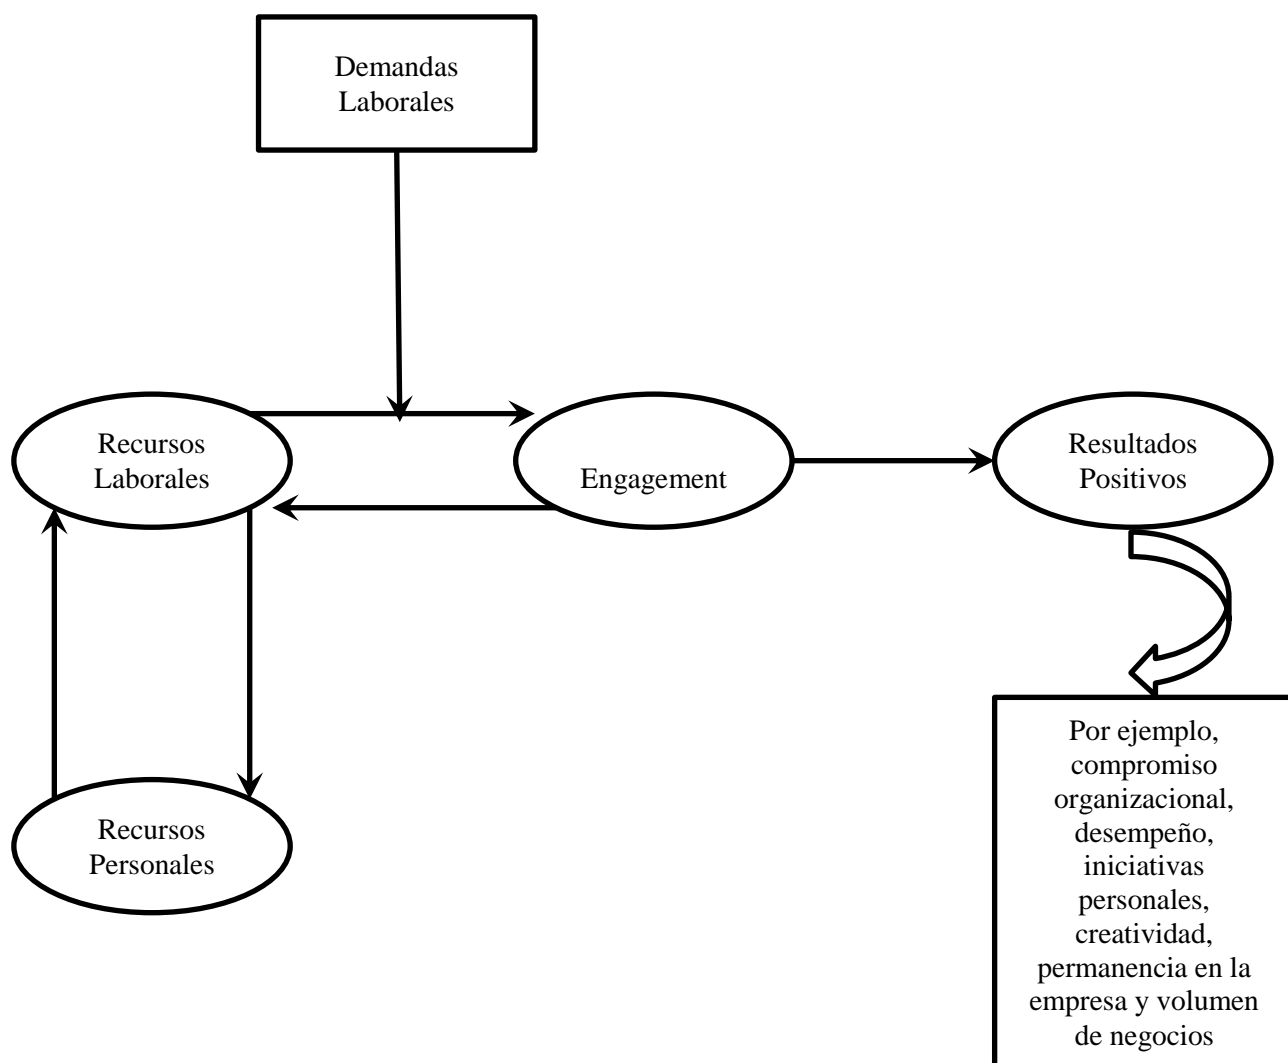 Demandas
Laborales
Recursos
Laborales
Engagement
Resultados
Positivos
Recursos
Personales
Por ejemplo,
compromiso
organizacional,
desempeño,
iniciativas
personales,
creatividad,
permanencia en la
empresa y volumen
de negocios